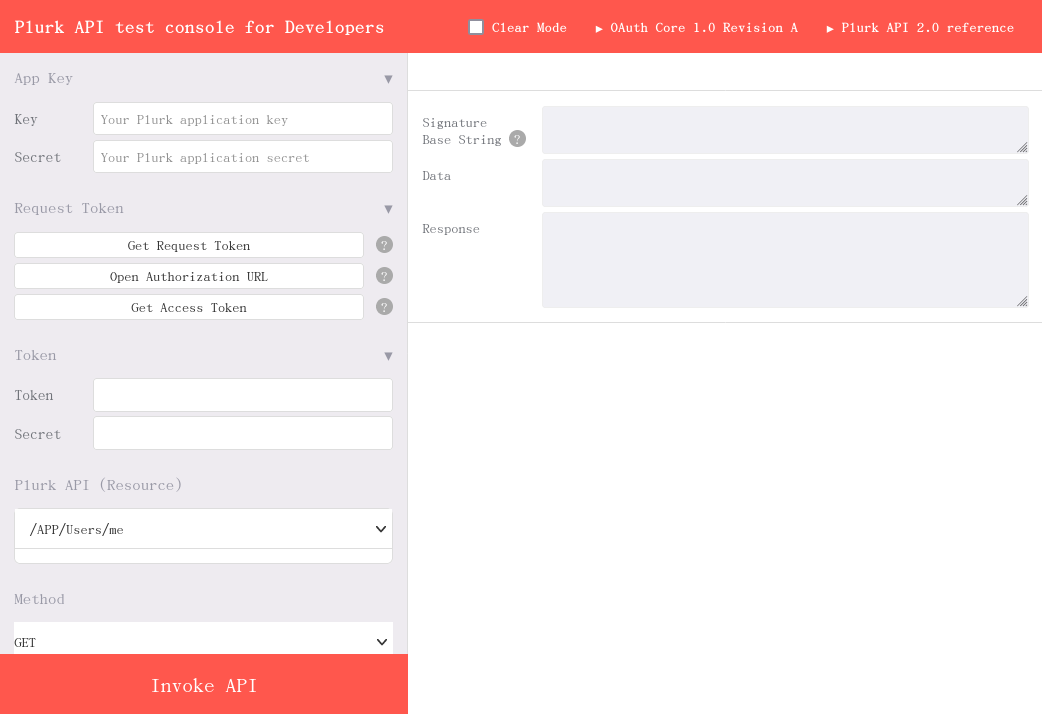 Plurk API test console for Developers
Clear Mode
▶ OAuth Core 1.0 Revision A
▶ Plurk API 2.0 reference
App Key ▼
Key
Your Plurk application key
Secret
Your Plurk application secret
Request Token ▼
Get Request Token ?
Open Authorization URL ?
Get Access Token ?
Token ▼
Token
Secret
Plurk API (Resource)
/APP/Users/me
Method
GET
Invoke API
Signature
Base String ?
Data
Response